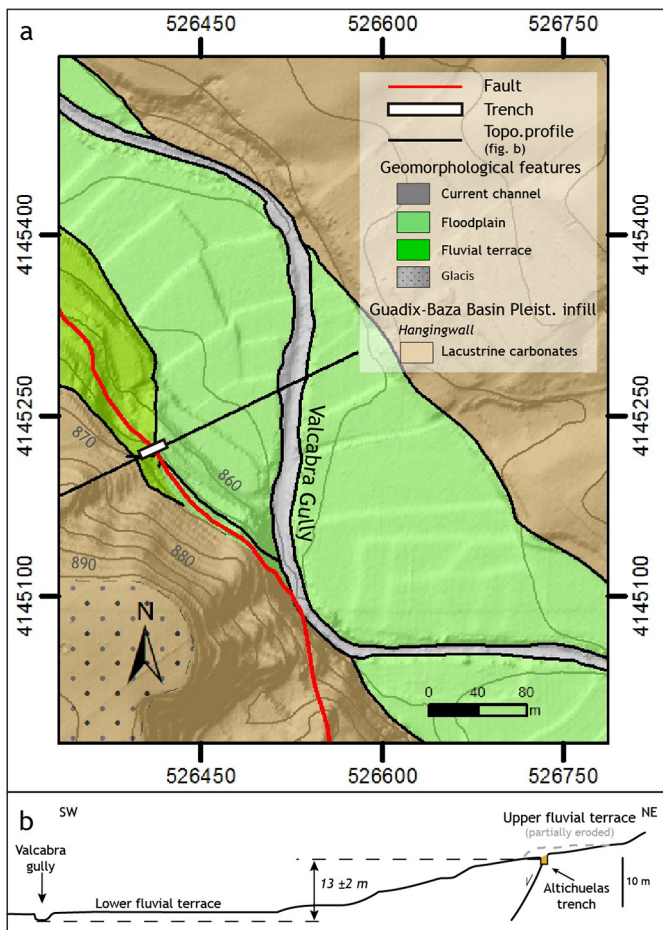 a
526450
526600
526750
Fault
Trench
Topo.profile
(fig. b)
Geomorphological features
Current channel
Floodplain
Fluvial terrace
Glacis
Guadix-Baza Basin Pleist. infill
Hangingwall
Lacustrine carbonates
4145400
4145400
4145250
4145250
4145100
4145100
Valcabra Gully
870
860
880
890
N
0 40 80
m
526450
526600
526750
b
SW
NE
Upper fluvial terrace
(partially eroded)
Valcabra
gully
13 ±2 m
Lower fluvial terrace
Altichuelas
trench
10 m